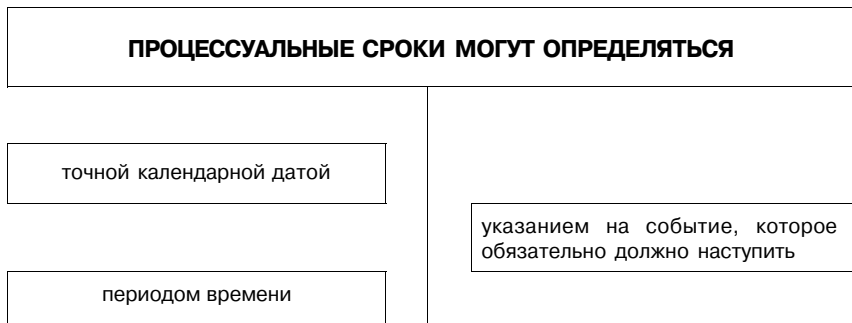 ПРОЦЕССУАЛЬНЫЕ СРОКИ МОГУТ ОПРЕДЕЛЯТЬСЯ
точной календарной датой
указанием на событие, которое
обязательно должно наступить
периодом времени